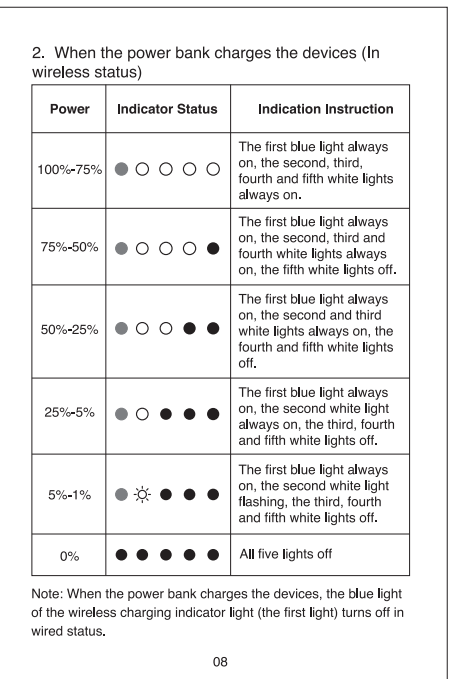 2. When the power bank charges the devices (In
wireless status)
Power
Indicator Status
Indication Instruction
100%-75%
The first blue light always
on, the second, third,
fourth and fifth white lights
always on.
75%-50%
The first blue light always
on, the second, third and
fourth white lights always
on, the fifth white lights off.
50%-25%
The first blue light always
on, the second and third
white lights always on, the
fourth and fifth white lights
off.
25%-5%
The first blue light always
on, the second white light
always on, the third, fourth
and fifth white lights off.
5%-1%
The first blue light always
on, the second white light
flashing, the third, fourth
and fifth white lights off.
0%
All five lights off
Note: When the power bank charges the devices, the blue light
of the wireless charging indicator light (the first light) turns off in
wired status.
08